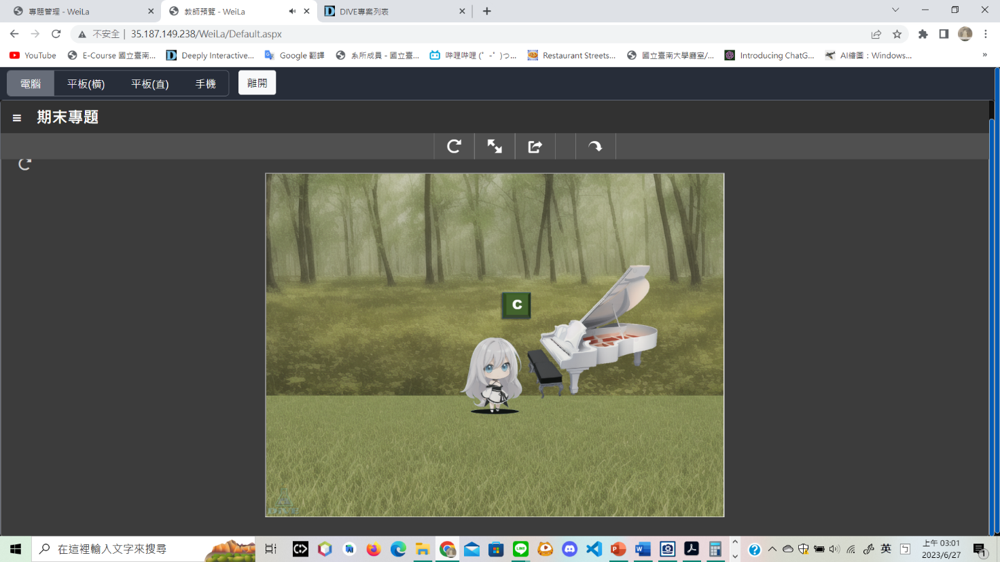 專題管理 - WeiLa
教師預覽 - WeiLa
DIVE專案列表
不安全 | 35.187.149.238/WeiLa/Default.aspx
YouTube
E-Course 國立臺南...
Deeply Interactive...
Google 翻譯
系所成員 - 國立臺...
哔哩哔哩 (゜-゜)つ...
Restaurant Streets...
國立臺南大學廳室/...
Introducing ChatG...
AI繪圖：Windows...
»
電腦
平板(橫)
平板(直)
手機
離開
期末專題
C
在這裡輸入文字來搜尋
英
上午 03:01
2023/6/27
1